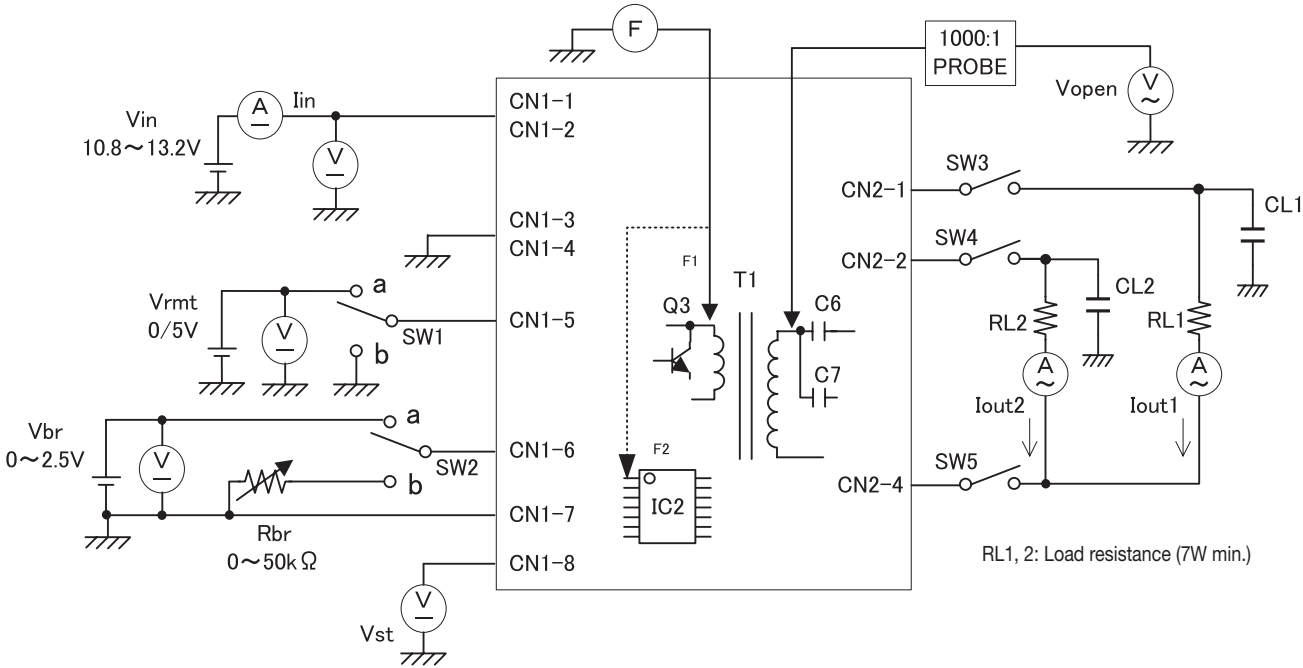 F
1000:1
PROBE
Vopen
V
~
A
Iin
Vin
10.8～13.2V
V
CN1-1
CN1-2
CN1-3
CN1-4
Vrmt
0/5V
V
a
b
SW1
CN1-5
Vbr
0～2.5V
V
a
b
SW2
CN1-6
CN1-7
Rbr
0～50kΩ
CN1-8
V
Vst
F1
Q3
T1
C6
C7
F2
IC2
CN2-1
SW3
CN2-2
SW4
CN2-4
SW5
CL1
CL2
RL2
RL1
A
~
A
~
Iout2
Iout1
RL1, 2: Load resistance (7W min.)